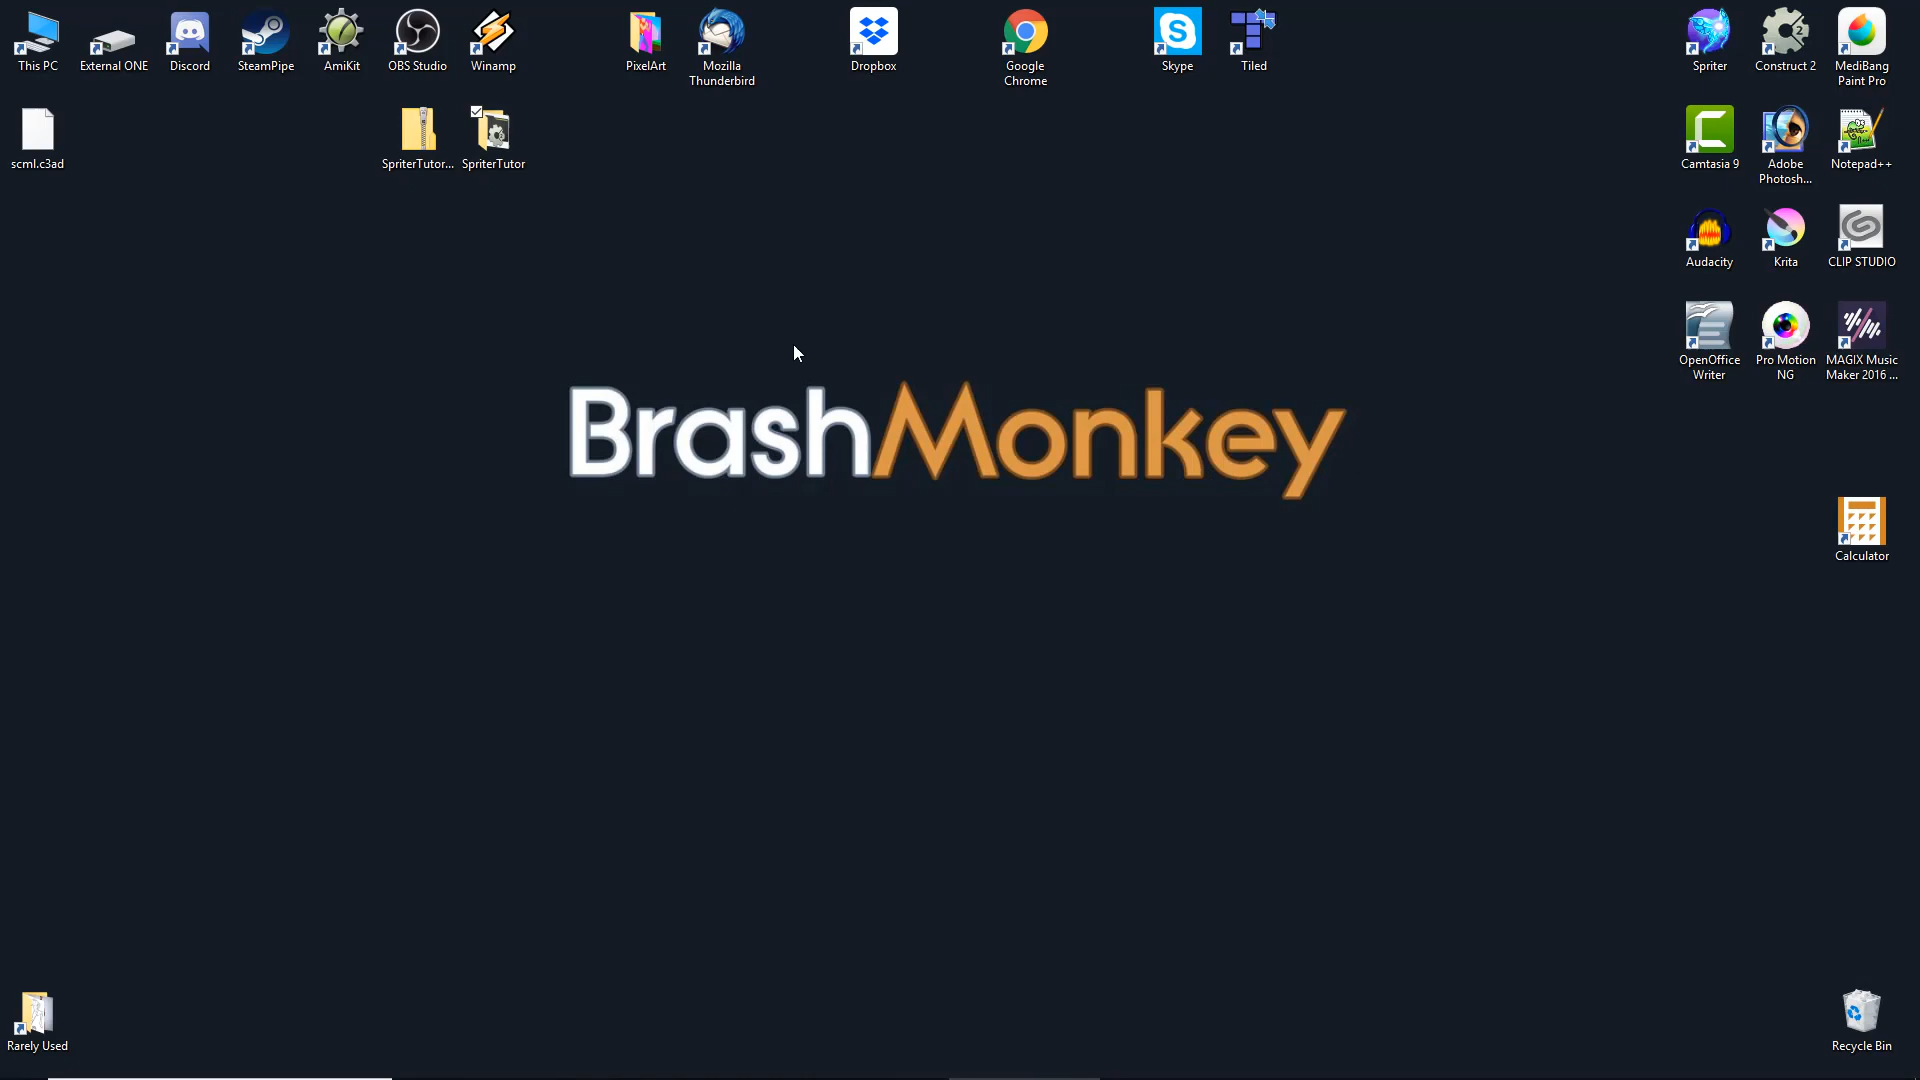 This PC
External ONE
Discord
SteamPipe
AmiKit
OBS Studio
Winamp
PixelArt
Mozilla
Thunderbird
Dropbox
Google
Chrome
Skype
Tiled
Spriter
Construct 2
MediBang
Paint Pro
scml.c3ad
SpriterTutor...
SpriterTutor
Camtasia 9
Adobe
Photosh...
Notepad++
Audacity
Krita
CLIP STUDIO
OpenOffice
Writer
Pro Motion
NG
MAGIX Music
Maker 2016 ...
BrashMonkey
Calculator
Rarely Used
Recycle Bin